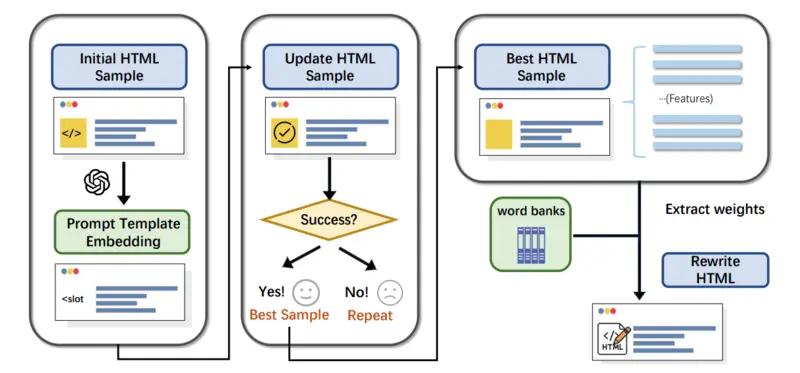 Initial HTML
Sample
</>
Prompt Template
Embedding
<slot
Update HTML
Sample
Success?
Yes!
No!
Best Sample
Repeat
Best HTML
Sample
···(Features)
word banks
Extract weights
Rewrite
HTML
</>
HTML